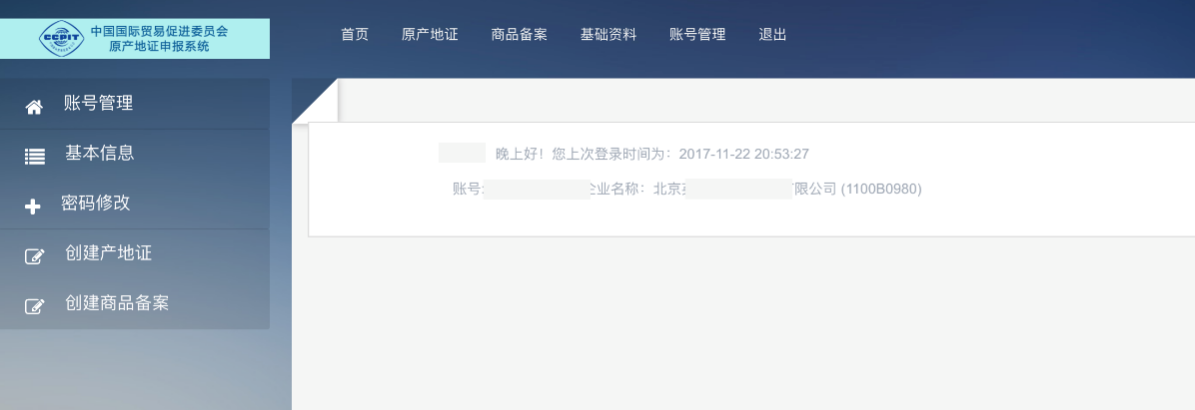 CCPIT
中国国际贸易促进委员会
原产地证申报系统
首页 原产地证 商品备案 基础资料 账号管理 退出
账号管理
基本信息
密码修改
创建产地证
创建商品备案
晚上好！您上次登录时间为：2017-11-22 20:53:27
账号: 企业名称：北京 有限公司 (1100B0980)